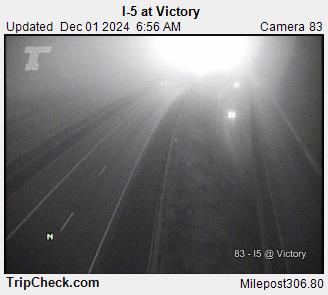 I-5 at Victory
Updated Dec 01 2024 6:56 AM Camera 83
N
83 - I5 @ Victory
TripCheck.com Milepost306.80